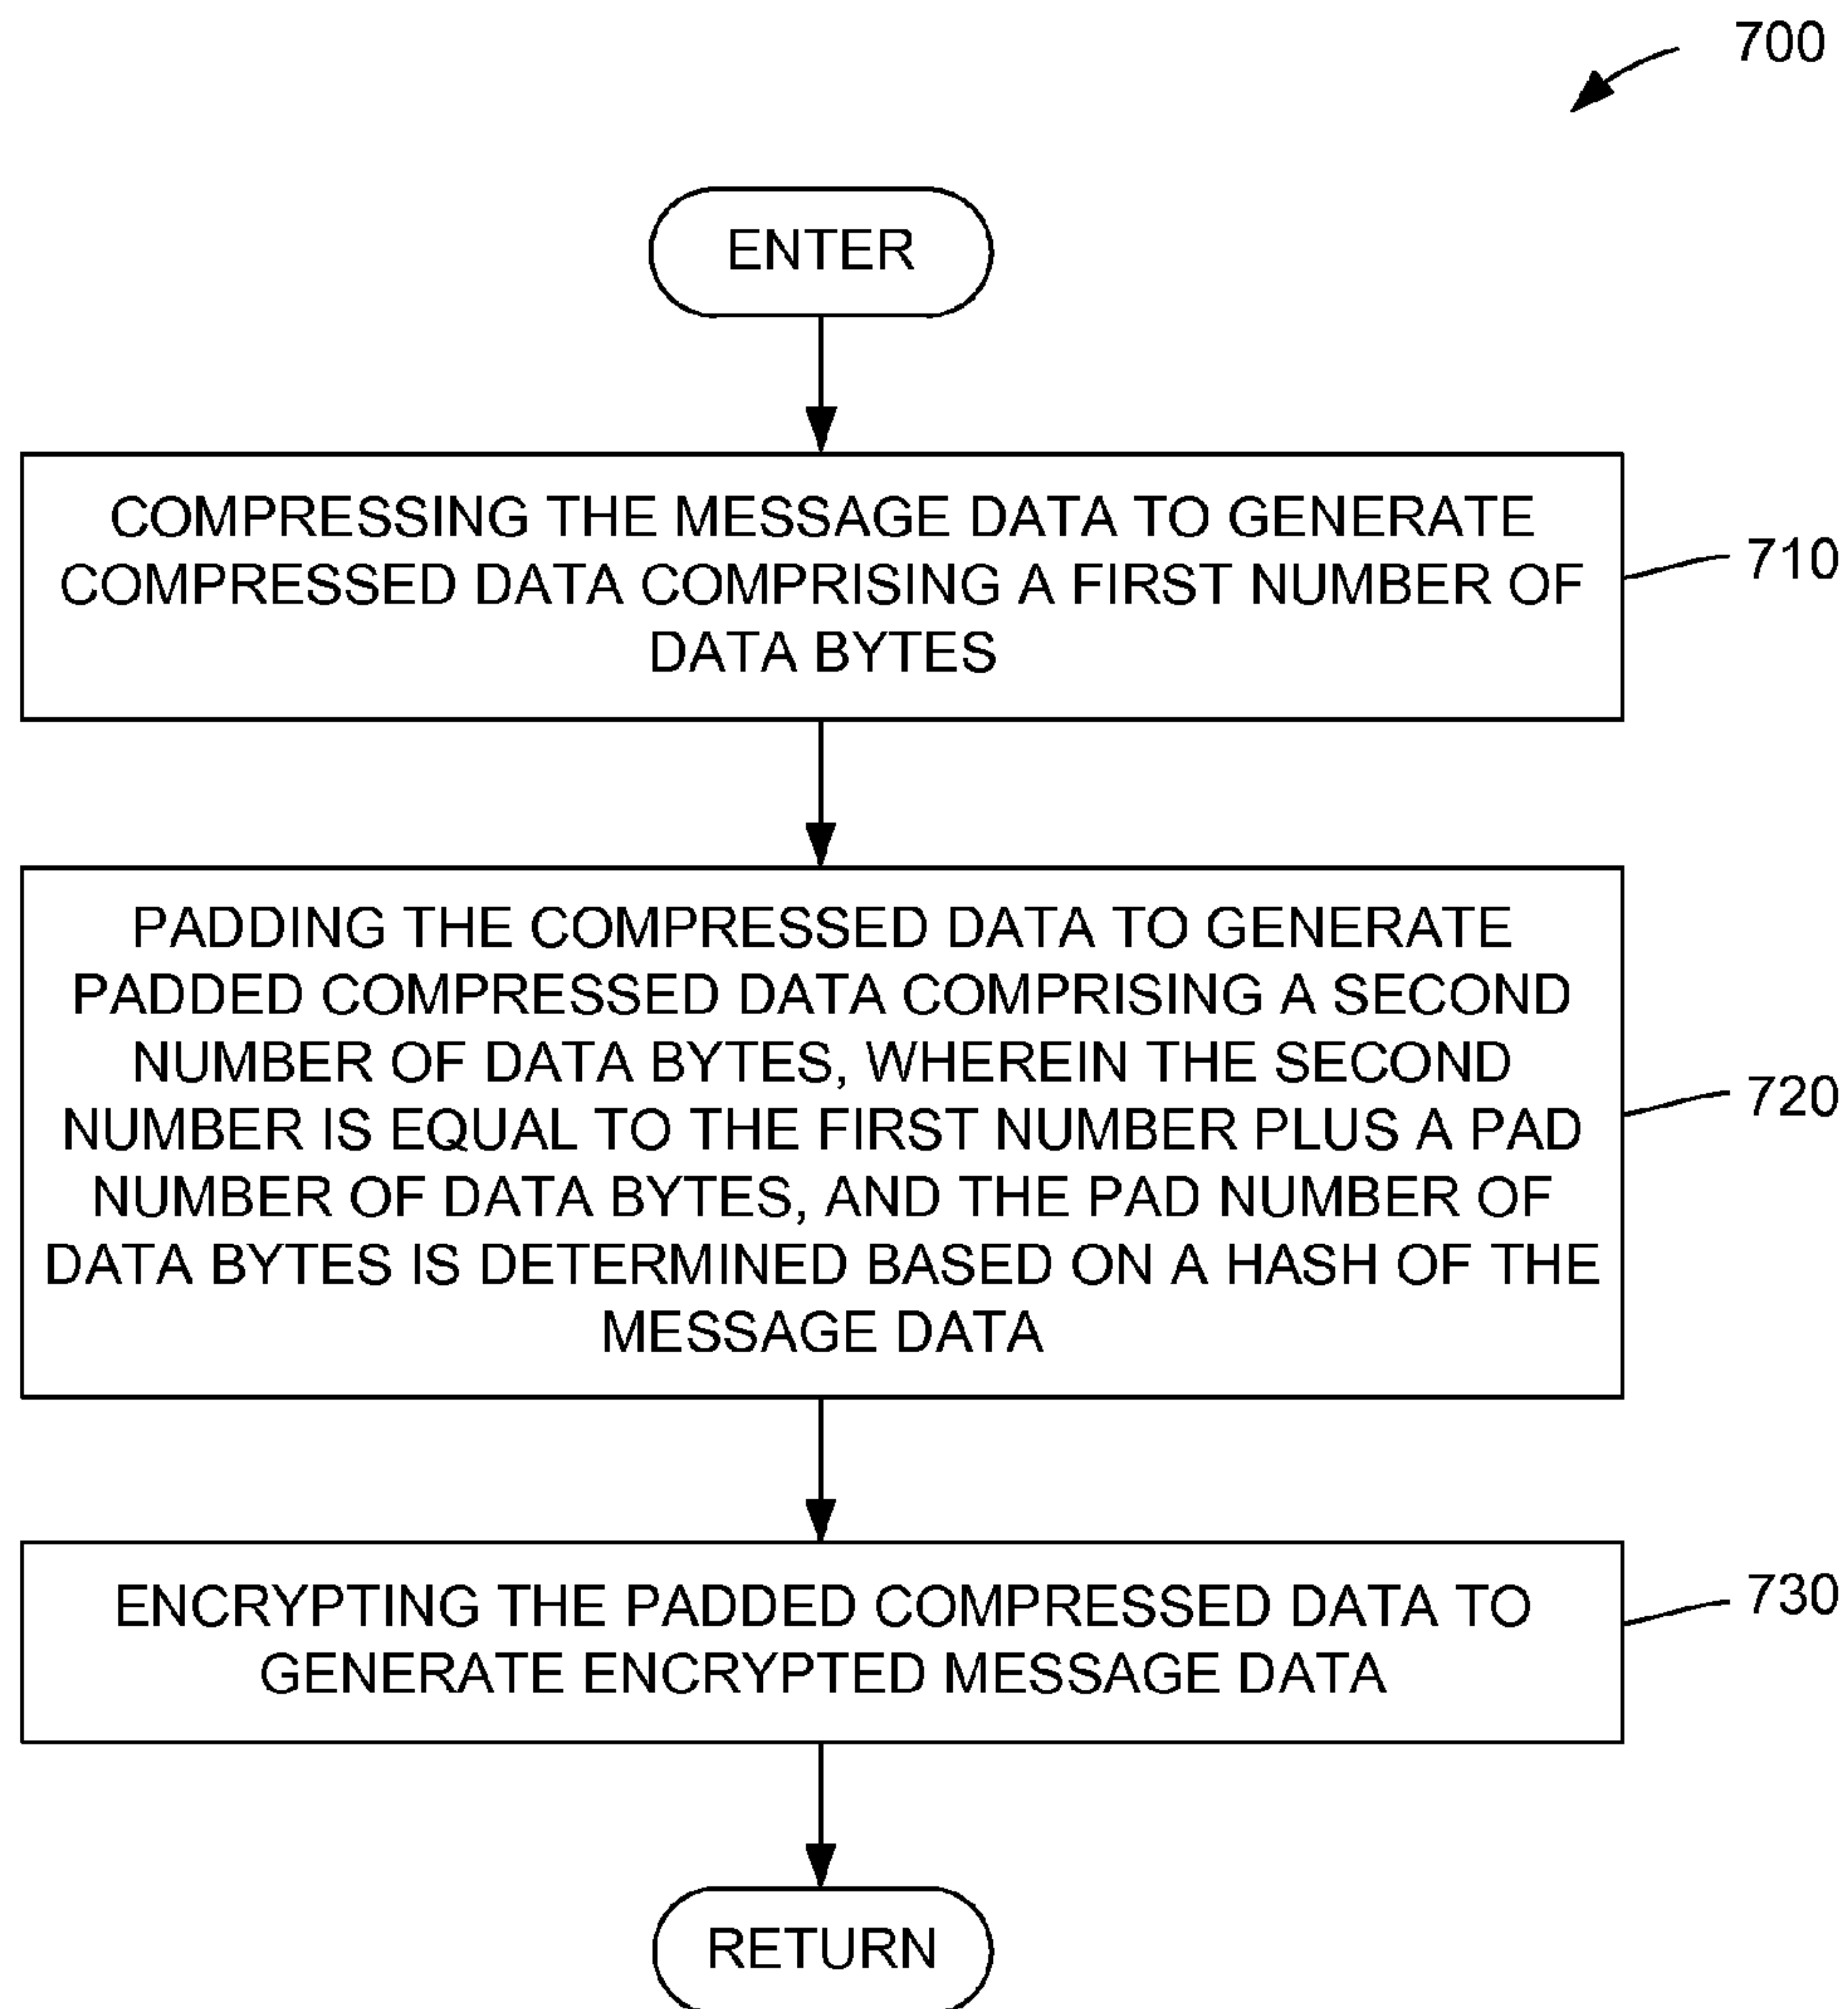 700
ENTER
COMPRESSING THE MESSAGE DATA TO GENERATE
COMPRESSED DATA COMPRISING A FIRST NUMBER OF
DATA BYTES
710
PADDING THE COMPRESSED DATA TO GENERATE
PADDED COMPRESSED DATA COMPRISING A SECOND
NUMBER OF DATA BYTES, WHEREIN THE SECOND
NUMBER IS EQUAL TO THE FIRST NUMBER PLUS A PAD
NUMBER OF DATA BYTES, AND THE PAD NUMBER OF
DATA BYTES IS DETERMINED BASED ON A HASH OF THE
MESSAGE DATA
720
ENCRYPTING THE PADDED COMPRESSED DATA TO
GENERATE ENCRYPTED MESSAGE DATA
730
RETURN